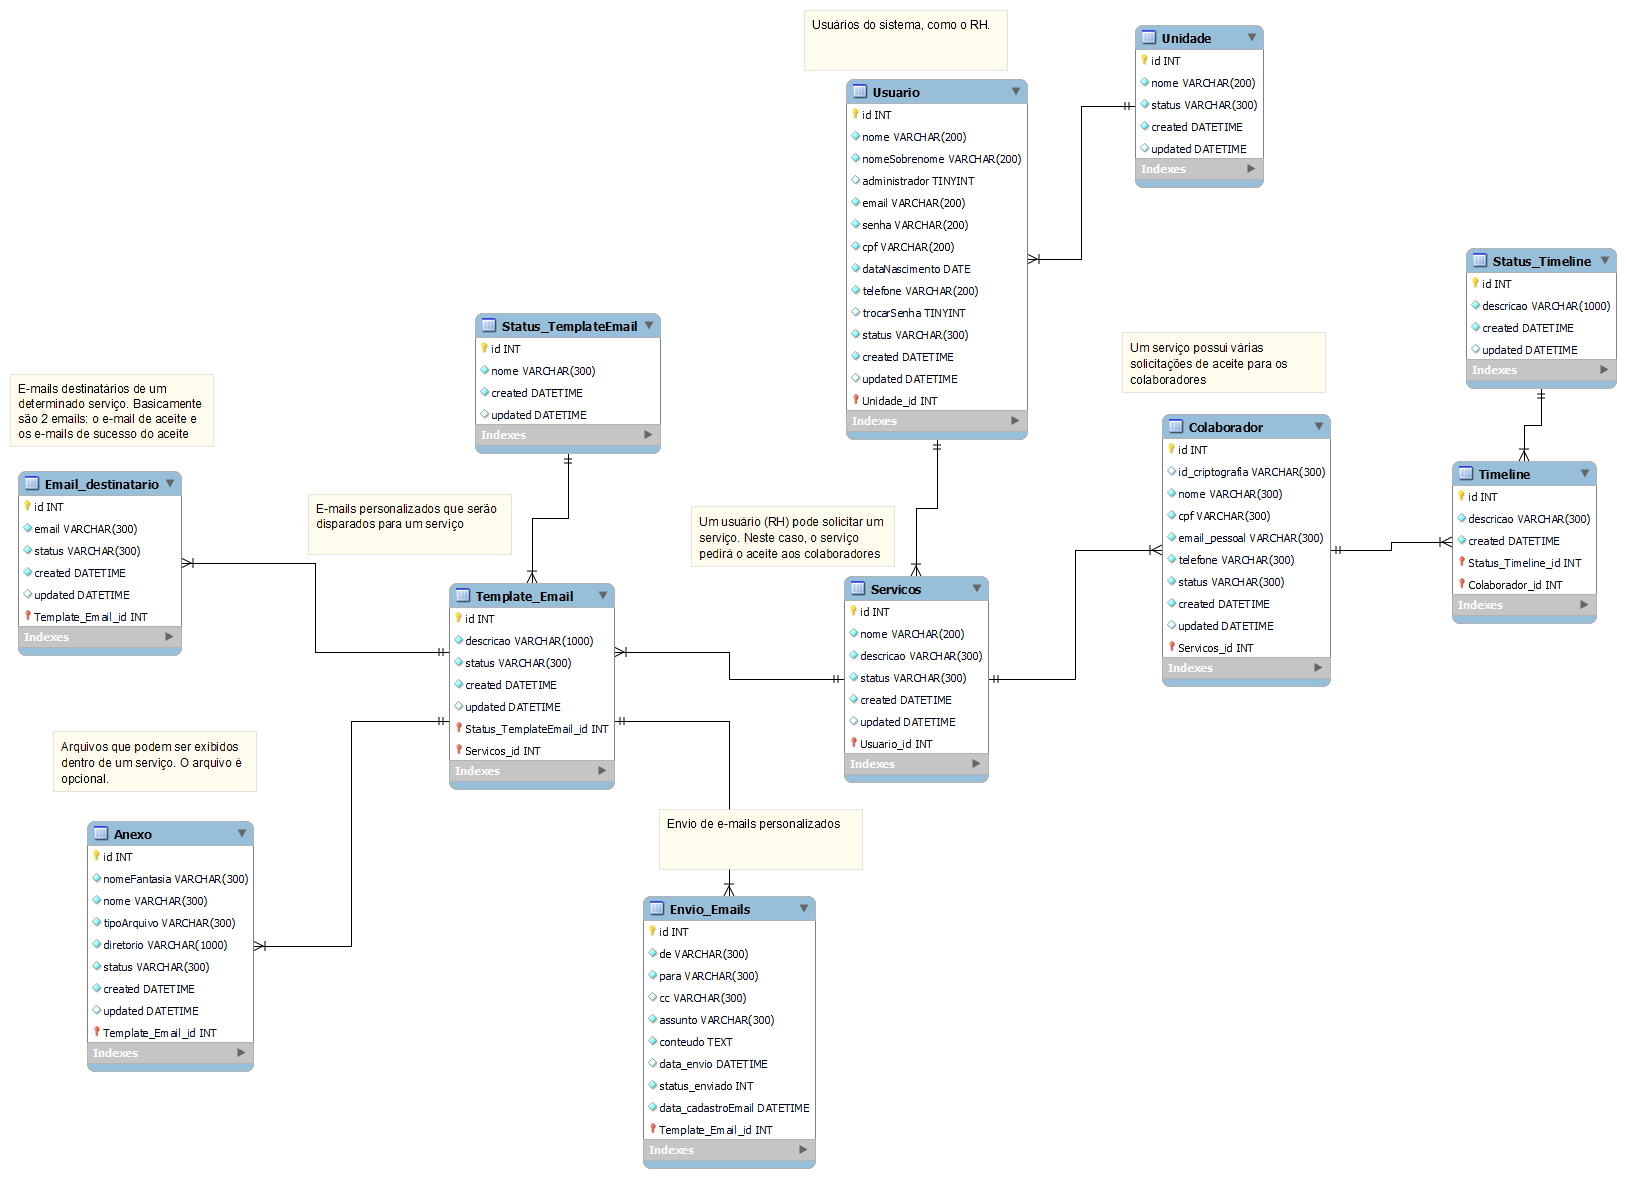 Usuários do sistema, como o RH.
Unidade
id INT
nome VARCHAR(200)
status VARCHAR(300)
created DATETIME
updated DATETIME
Indexes
Usuario
id INT
nome VARCHAR(200)
nomeSobrenome VARCHAR(200)
administrador TINYINT
email VARCHAR(200)
senha VARCHAR(200)
cpf VARCHAR(200)
dataNascimento DATE
telefone VARCHAR(200)
trocarSenha TINYINT
status VARCHAR(300)
created DATETIME
updated DATETIME
Unidade_id INT
Indexes
Status_Timeline
id INT
descricao VARCHAR(1000)
created DATETIME
updated DATETIME
Indexes
Status_TemplateEmail
id INT
nome VARCHAR(300)
created DATETIME
updated DATETIME
Indexes
Um serviço possui várias
solicitações de aceite para os
colaboradores
E-mails destinatários de um
determinado serviço. Basicamente
são 2 emails: o e-mail de aceite e
os e-mails de sucesso do aceite
Colaborador
id INT
id_criptografia VARCHAR(300)
nome VARCHAR(300)
cpf VARCHAR(300)
email_pessoal VARCHAR(300)
telefone VARCHAR(300)
status VARCHAR(300)
created DATETIME
updated DATETIME
Servicos_id INT
Indexes
Timeline
id INT
descricao VARCHAR(300)
created DATETIME
Status_Timeline_id INT
Colaborador_id INT
Indexes
Email_destinatario
id INT
email VARCHAR(300)
status VARCHAR(300)
created DATETIME
updated DATETIME
Template_Email_id INT
Indexes
E-mails personalizados que serão
disparados para um serviço
Um usuário (RH) pode solicitar um
serviço. Neste caso, o serviço
pedirá o aceite aos colaboradores
Template_Email
id INT
descricao VARCHAR(1000)
status VARCHAR(300)
created DATETIME
updated DATETIME
Status_TemplateEmail_id INT
Servicos_id INT
Indexes
Servicos
id INT
nome VARCHAR(200)
descricao VARCHAR(300)
status VARCHAR(300)
created DATETIME
updated DATETIME
Usuario_id INT
Indexes
Arquivos que podem ser exibidos
dentro de um serviço. O arquivo é
opcional.
Anexo
id INT
nomeFantasia VARCHAR(300)
nome VARCHAR(300)
tipoArquivo VARCHAR(300)
diretorio VARCHAR(1000)
status VARCHAR(300)
created DATETIME
updated DATETIME
Template_Email_id INT
Indexes
Envio de e-mails personalizados
Envio_Emails
id INT
de VARCHAR(300)
para VARCHAR(300)
cc VARCHAR(300)
assunto VARCHAR(300)
conteudo TEXT
data_envio DATETIME
status_enviado INT
data_cadastroEmail DATETIME
Template_Email_id INT
Indexes